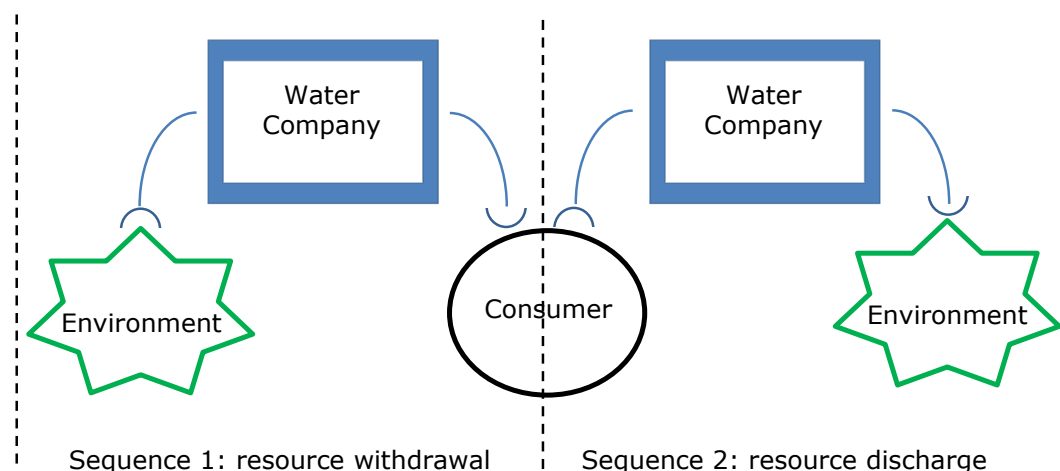 Water
Company
Water
Company
Environment
Consumer
Environment
Sequence 1: resource withdrawal
Sequence 2: resource discharge